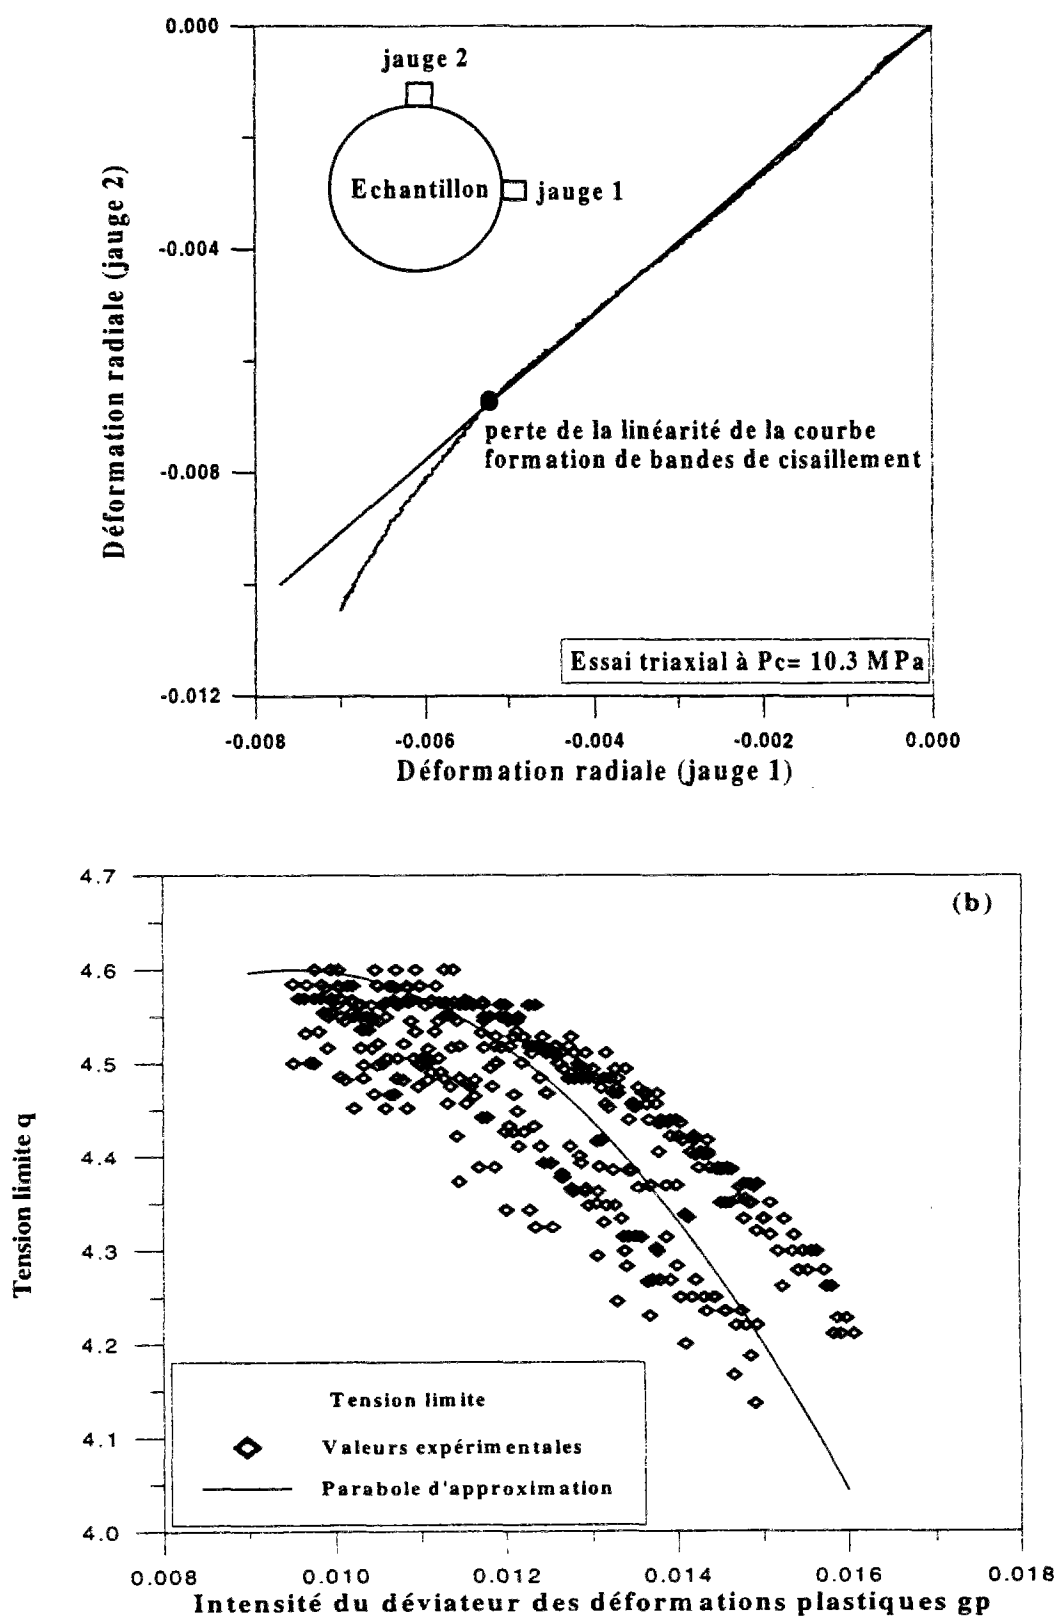 0.000
jauge 2
Echantillon
jauge 1
-0.004
Déformation radiale (jauge 2)
perte de la linéarité de la courbe
formation de bandes de cisaillement
-0.008
Essai triaxial à Pc= 10.3 MPa
-0.012
-0.008 -0.006 -0.004 -0.002 0.000
Déformation radiale (jauge 1)
4.7
(b)
4.6
4.5
4.4
4.3
Tension limite q
4.2
Tension limite
Valeurs expérimentales
4.1
Parabole d'approximation
4.0
0.008 0.010 0.012 0.014 0.016 0.018
Intensité du déviateur des déformations plastiques gp